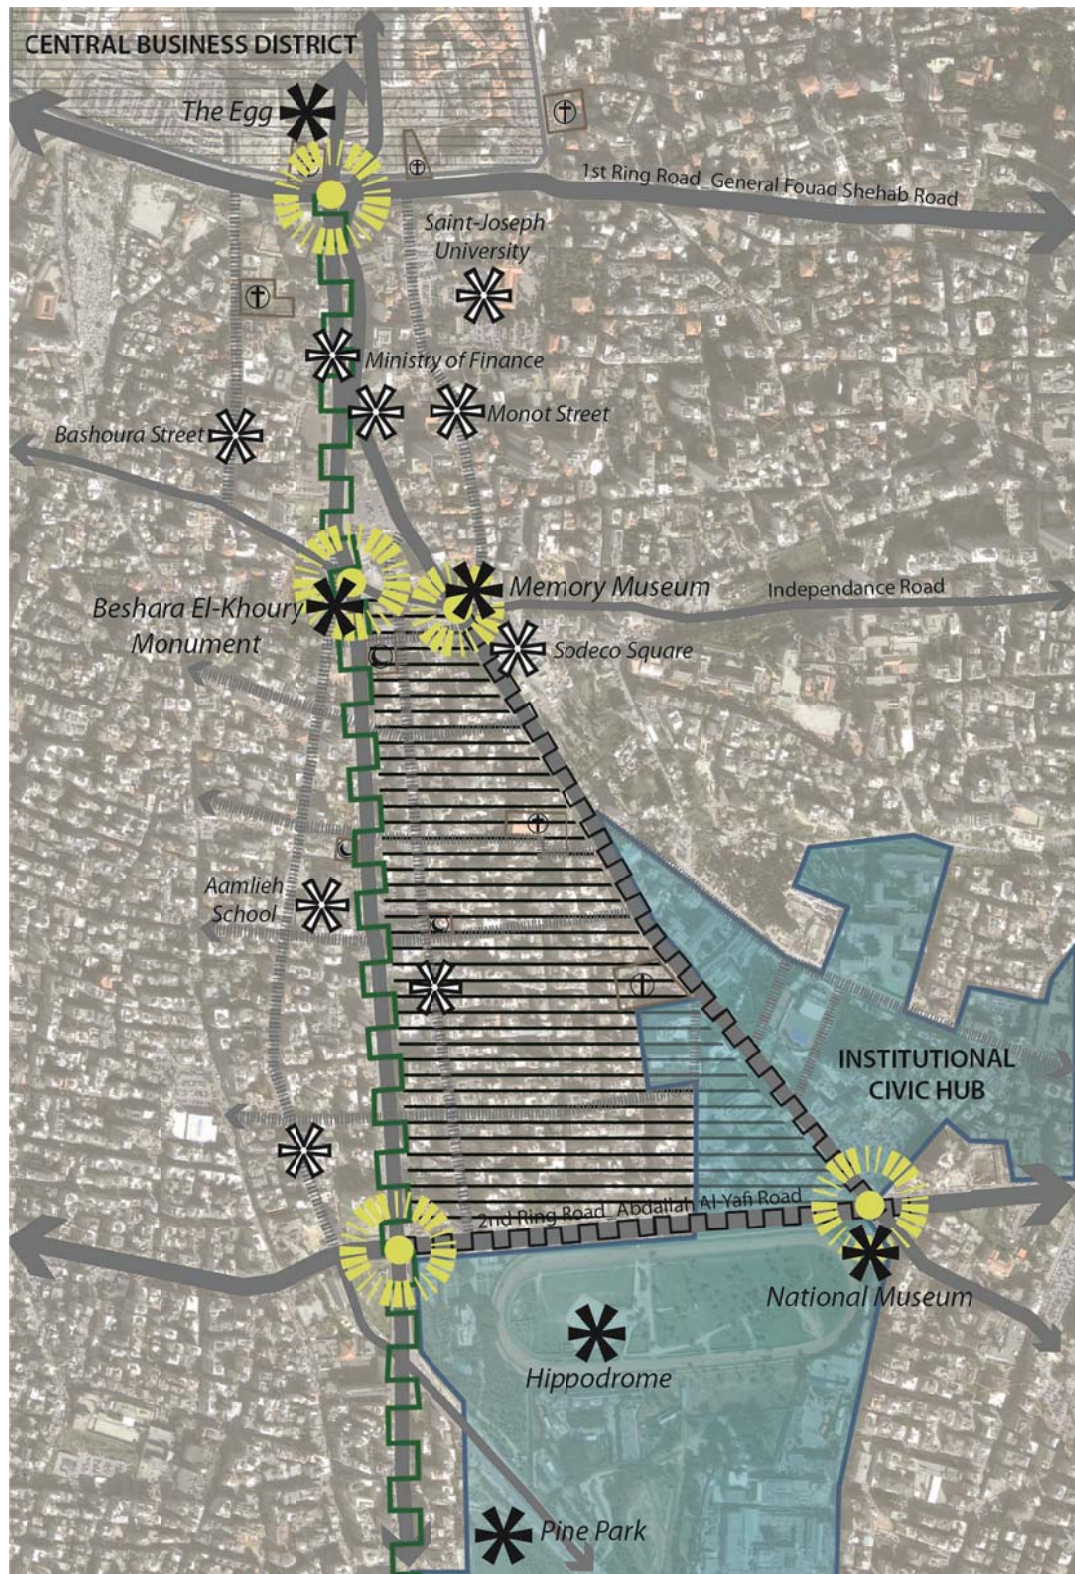 CENTRAL BUSINESS DISTRICT
The Egg
1st Ring Road_General Fouad Shehab Road
Saint-Joseph
University
Ministry of Finance
Monot Street
Bashoura Street
Memory Museum
Independance Road
Beshara El-Khoury
Monument
Sodeco Square
Aamlieh
School
INSTITUTIONAL
CIVIC HUB
2nd Ring Road_Abdallah Al-Yafi Road
National Museum
Hippodrome
Pine Park